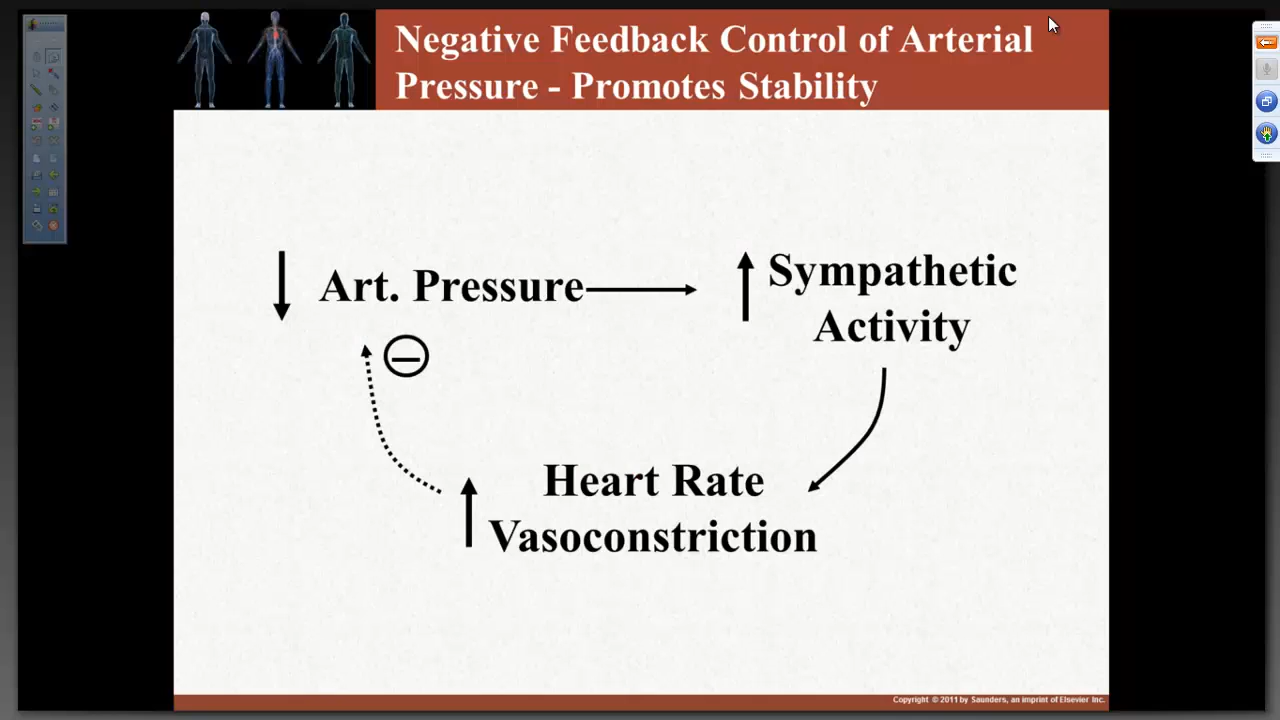 Negative Feedback Control of Arterial
Pressure - Promotes Stability
Art. Pressure
Sympathetic
Activity
Heart Rate
Vasoconstriction
Copyright © 2011 by Saunders, an imprint of Elsevier Inc.